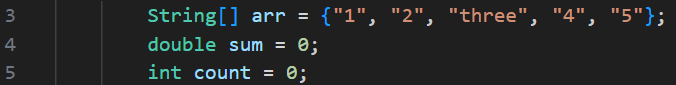 3 String[] arr = {"1", "2", "three", "4", "5"};
4 double sum = 0;
5 int count = 0;